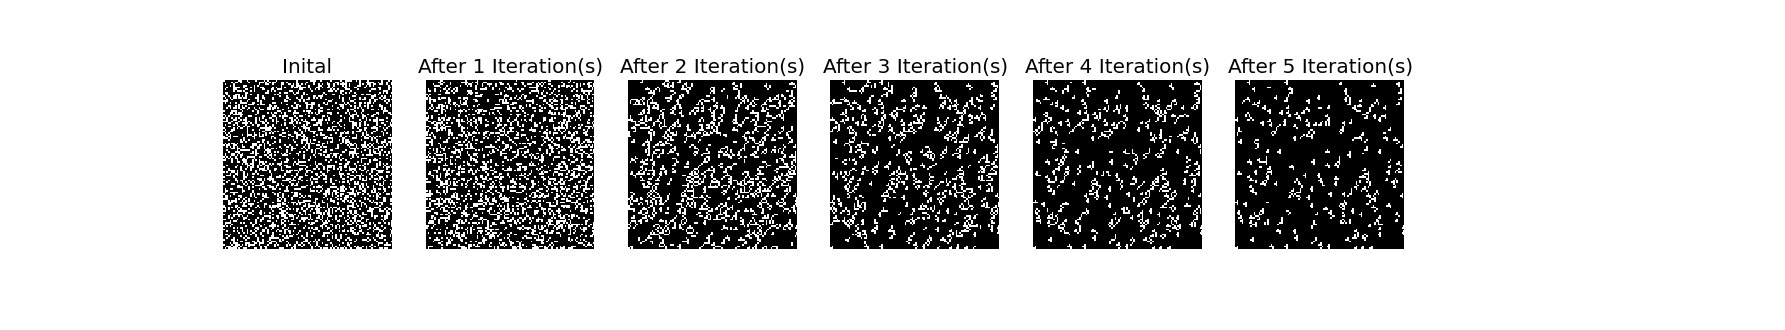 Inital
After 1 Iteration(s)
After 2 Iteration(s)
After 3 Iteration(s)
After 4 Iteration(s)
After 5 Iteration(s)